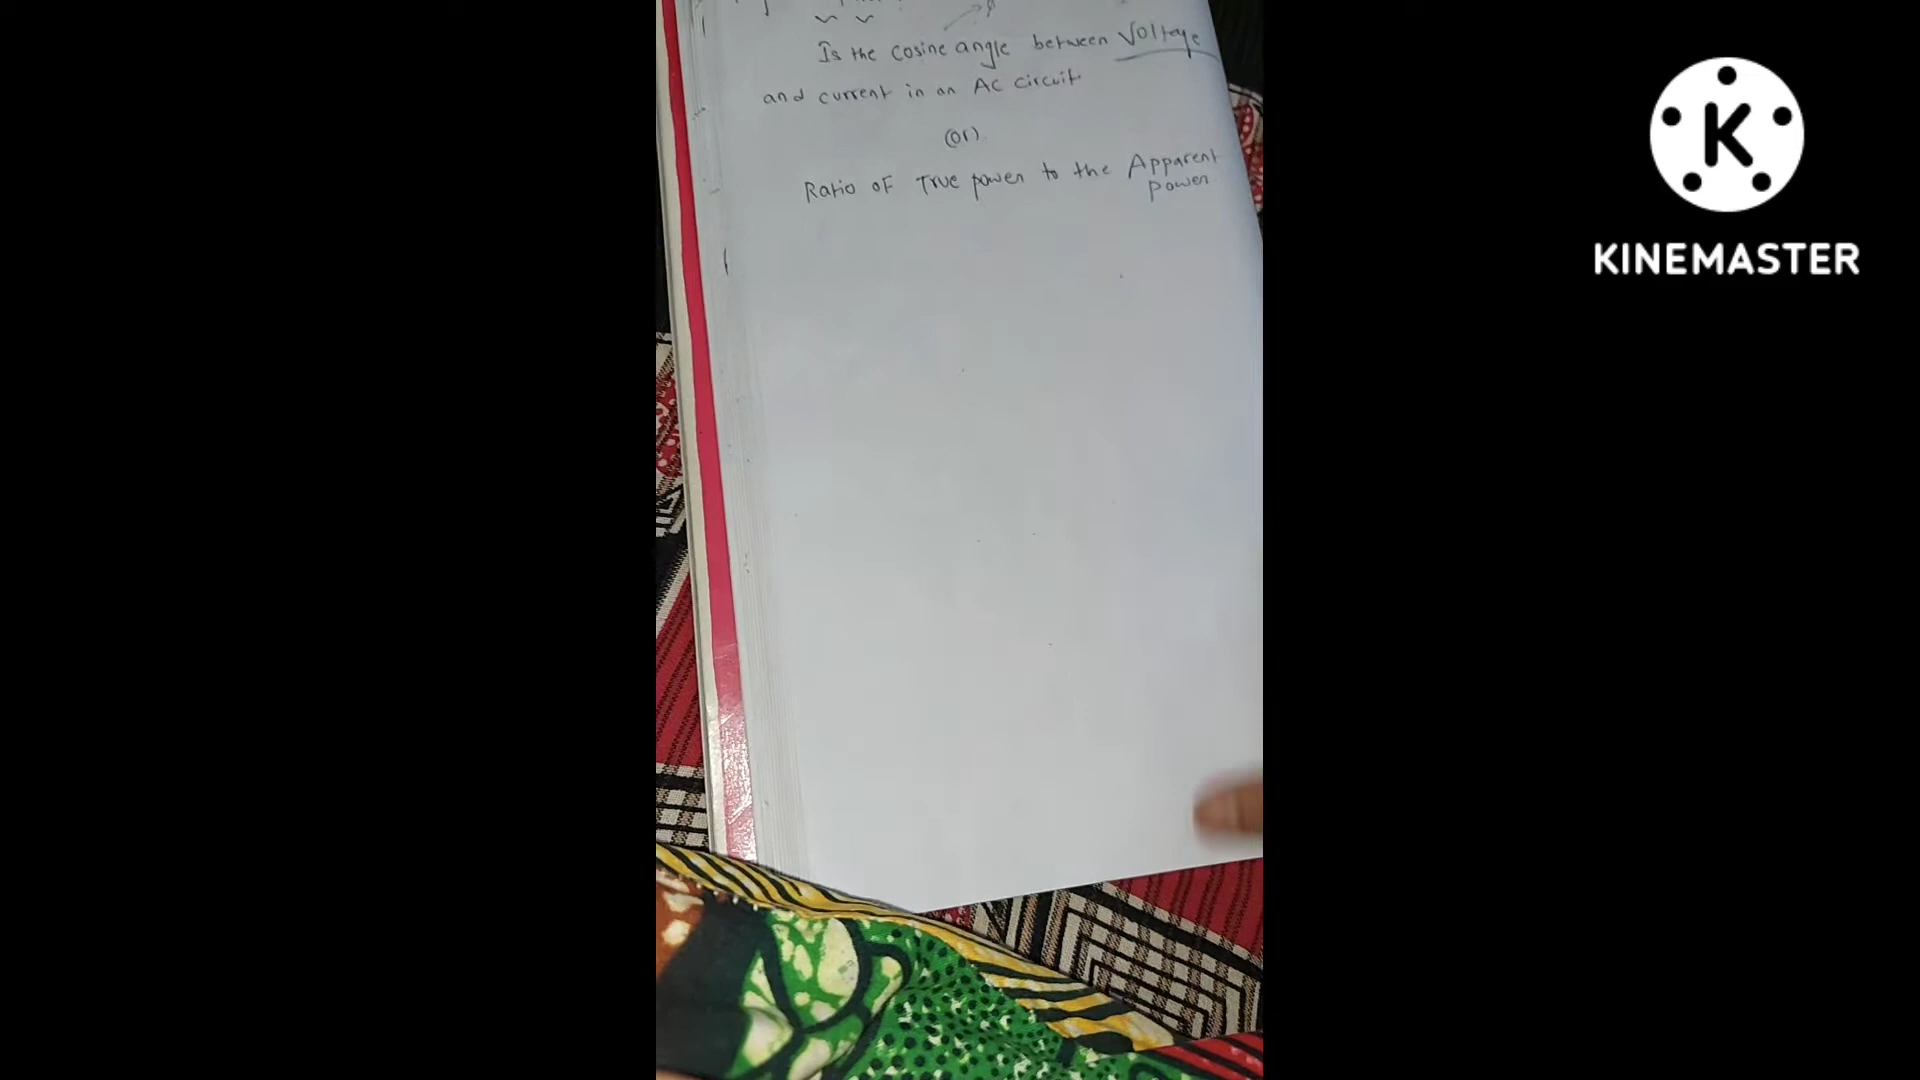 Is the cosine angle between Voltage
and current in an AC circuit
(or)
Ratio of True power to the Apparent
power
K
KINEMASTER